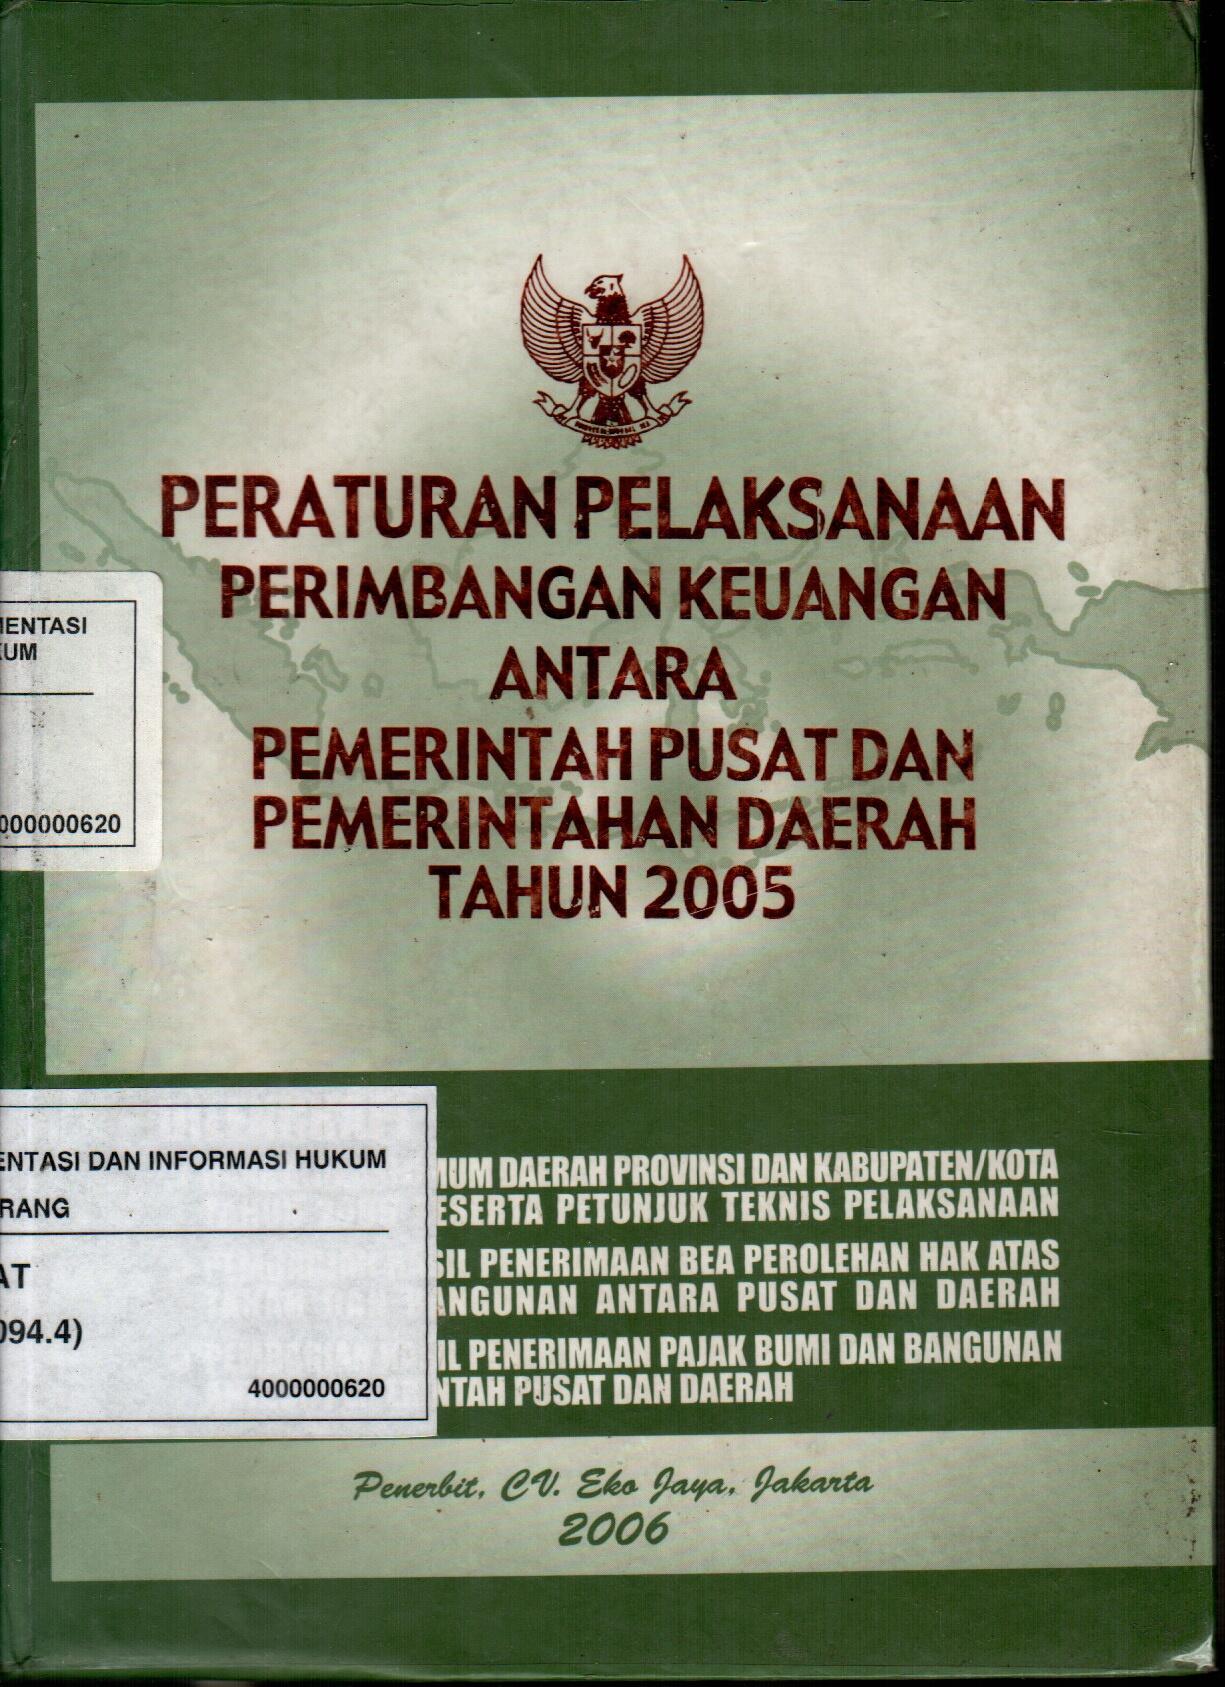 PERATURAN PELAKSANAAN
PERIMBANGAN KEUANGAN
ANTARA
PEMERINTAH PUSAT DAN
PEMERINTAHAN DAERAH
TAHUN 2005
MENTASI
KUM
000000620
ENTASI DAN INFORMASI HUKUM
RANG
AT
094.4)
4000000620
MUM DAERAH PROVINSI DAN KABUPATEN/KOTA
ESERTA PETUNJUK TEKNIS PELAKSANAAN
SIL PENERIMAAN BEA PEROLEHAN HAK ATAS
ANGUNAN ANTARA PUSAT DAN DAERAH
IL PENERIMAAN PAJAK BUMI DAN BANGUNAN
NTAH PUSAT DAN DAERAH
Penerbit, CV. Eko Jaya, Jakarta
2006